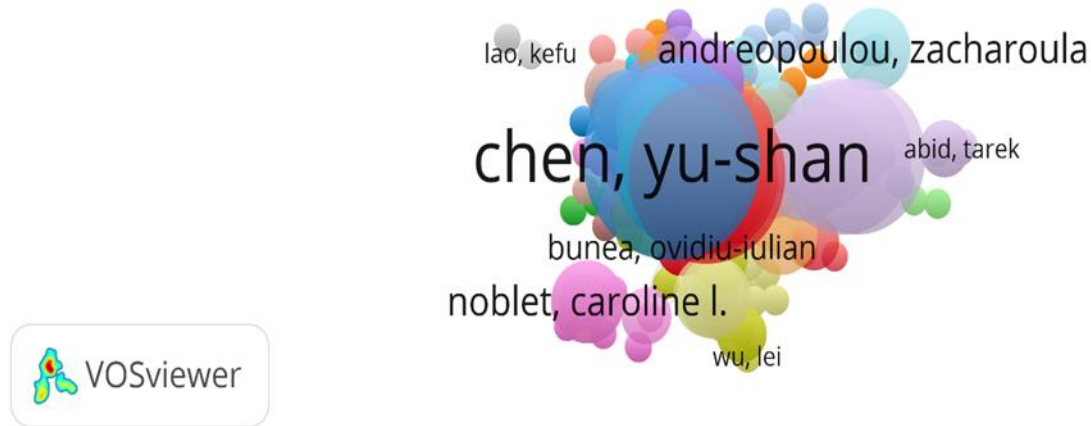 lao, kefu
andreopoulou, zacharoula
chen, yu-shan
abid, tarek
bunea, ovidiu-iulian
noblet, caroline l.
wu, lei
VOSviewer